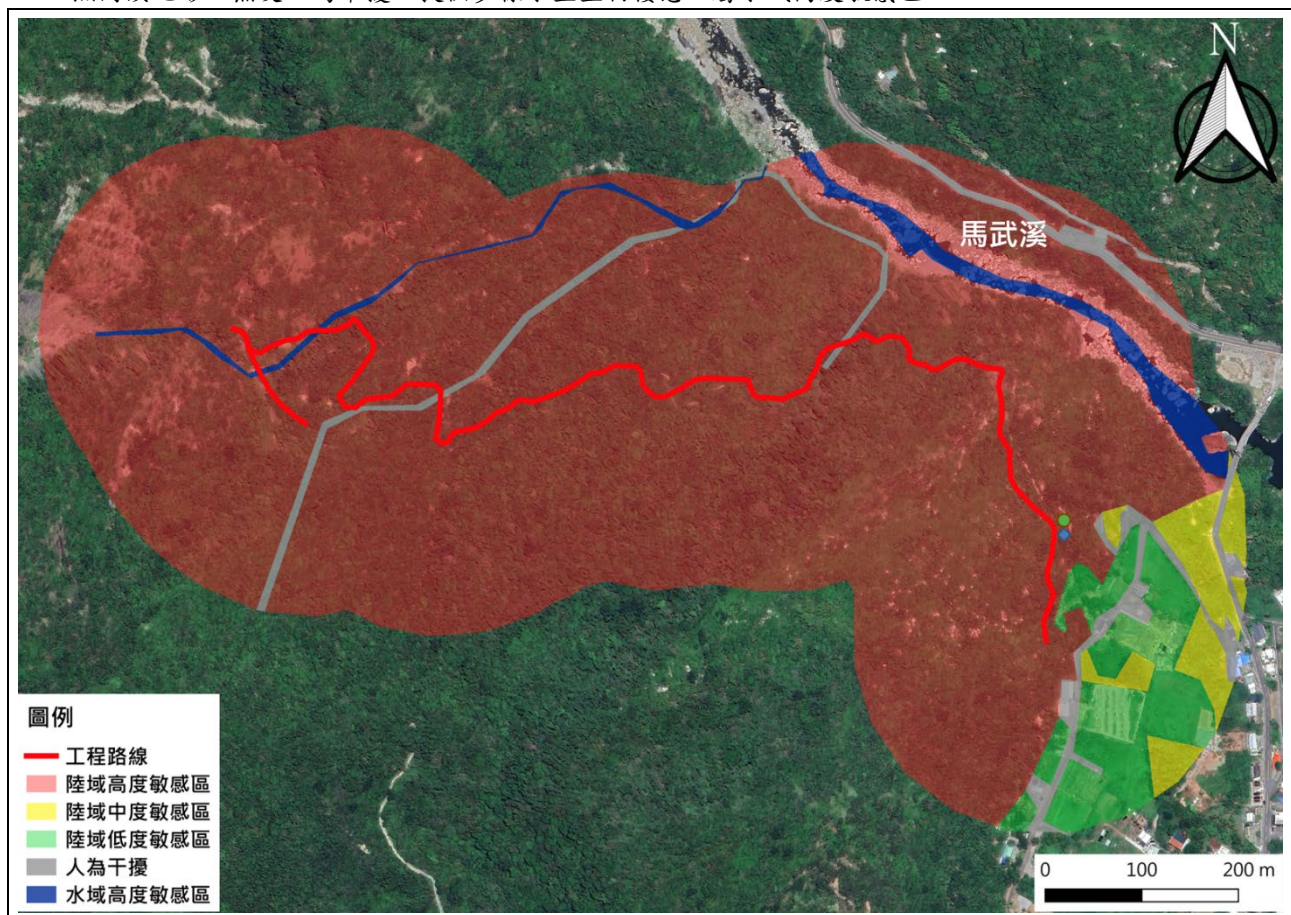 N
馬武溪
圖例
工程路線
陸域高度敏感區
陸域中度敏感區
陸域低度敏感區
人為干擾
水域高度敏感區
0 100 200 m